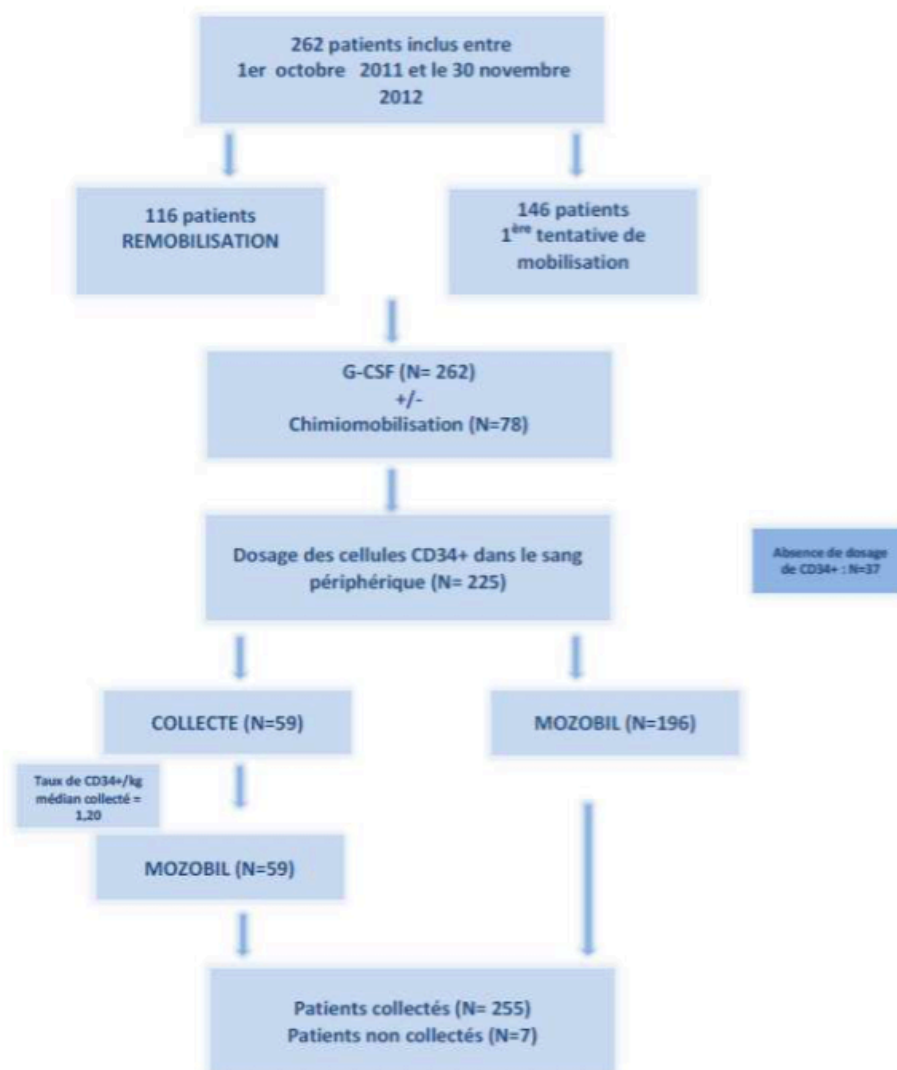 262 patients inclus entre
1er octobre 2011 et le 30 novembre
2012
116 patients
REMOBILISATION
146 patients
1ère tentative de
mobilisation
G-CSF (N= 262)
+/-
Chimiomobilisation (N=78)
Dosage des cellules CD34+ dans le sang
périphérique (N= 225)
Absence de dosage
de CD34+ : N=37
COLLECTE (N=59)
MOZOBIL (N=196)
Taux de CD34+/kg
médian collecté =
1,20
MOZOBIL (N=59)
Patients collectés (N= 255)
Patients non collectés (N=7)